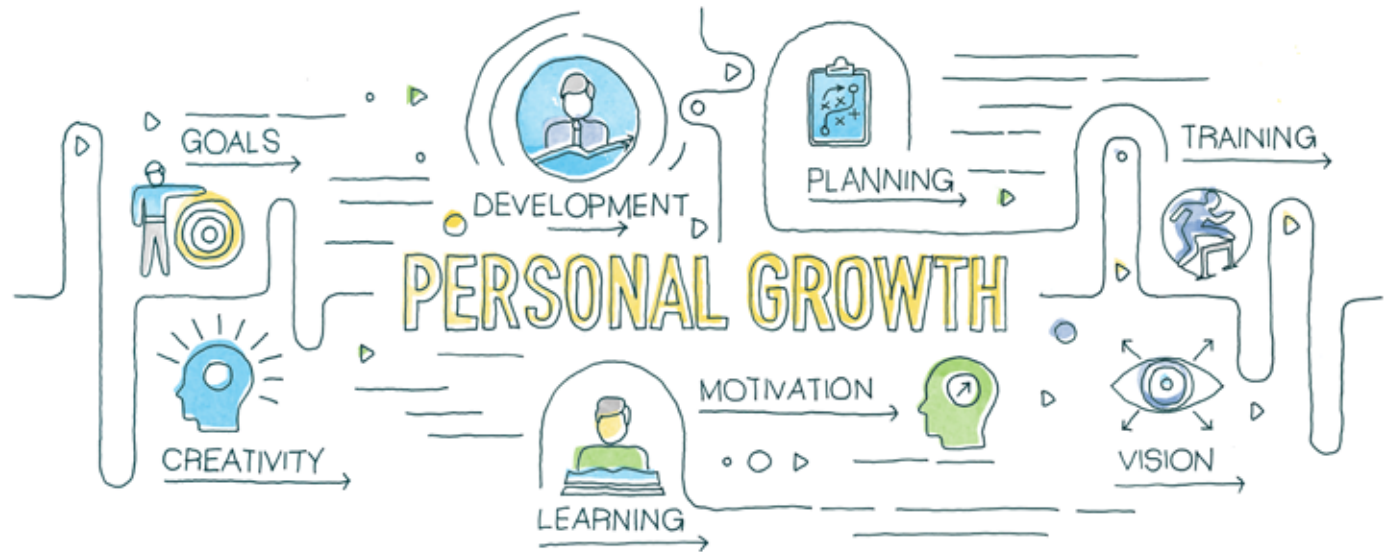 GOALS
DEVELOPMENT
PLANNING
TRAINING
PERSONAL GROWTH
CREATIVITY
LEARNING
MOTIVATION
VISION